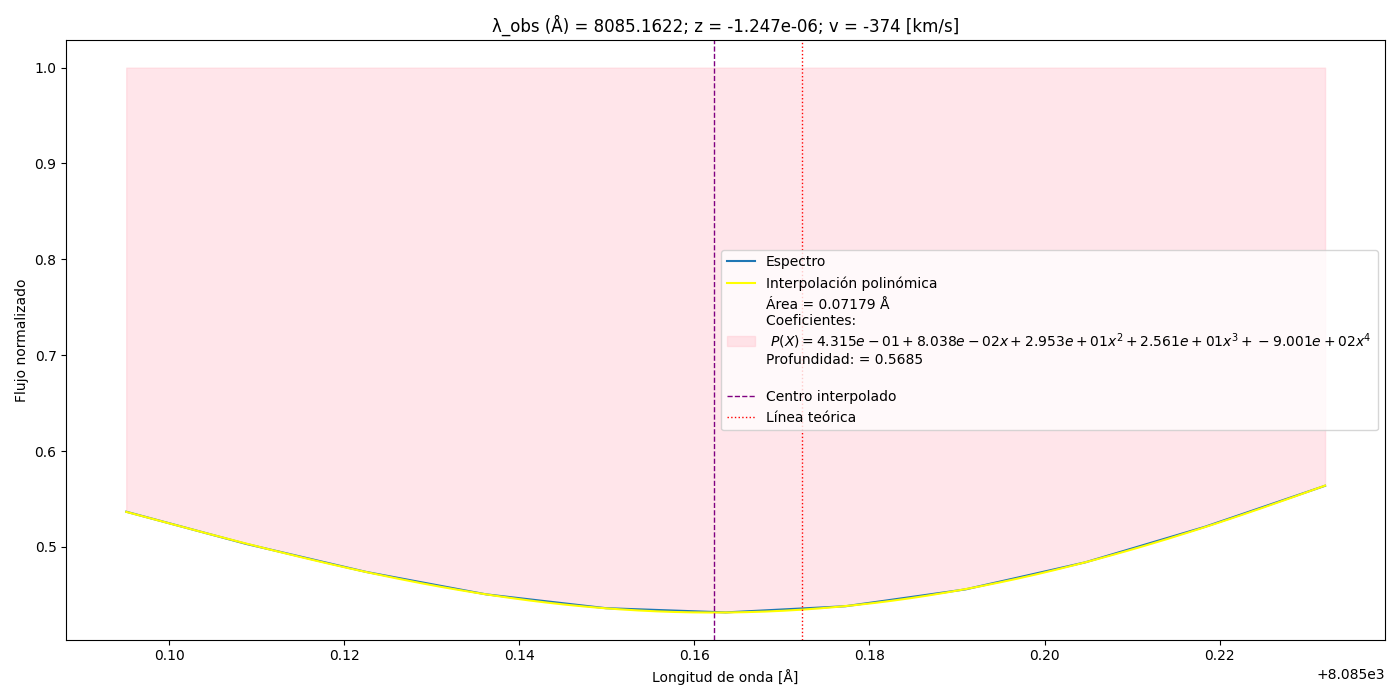 λ_obs (Å) = 8085.1622; z = -1.247e-06; v = -374 [km/s]
1.0
0.9
0.8
0.7
0.6
0.5
Flujo normalizado
Espectro
Interpolación polinómica
Área = 0.07179 Å
Coeficientes:
P(X) = 4.315e − 01 + 8.038e − 02x + 2.953e + 01x² + 2.561e + 01x³ + − 9.001e + 02x⁴
Profundidad: = 0.5685
Centro interpolado
Línea teórica
0.10 0.12 0.14 0.16 0.18 0.20 0.22
+8.085e3
Longitud de onda [Å]